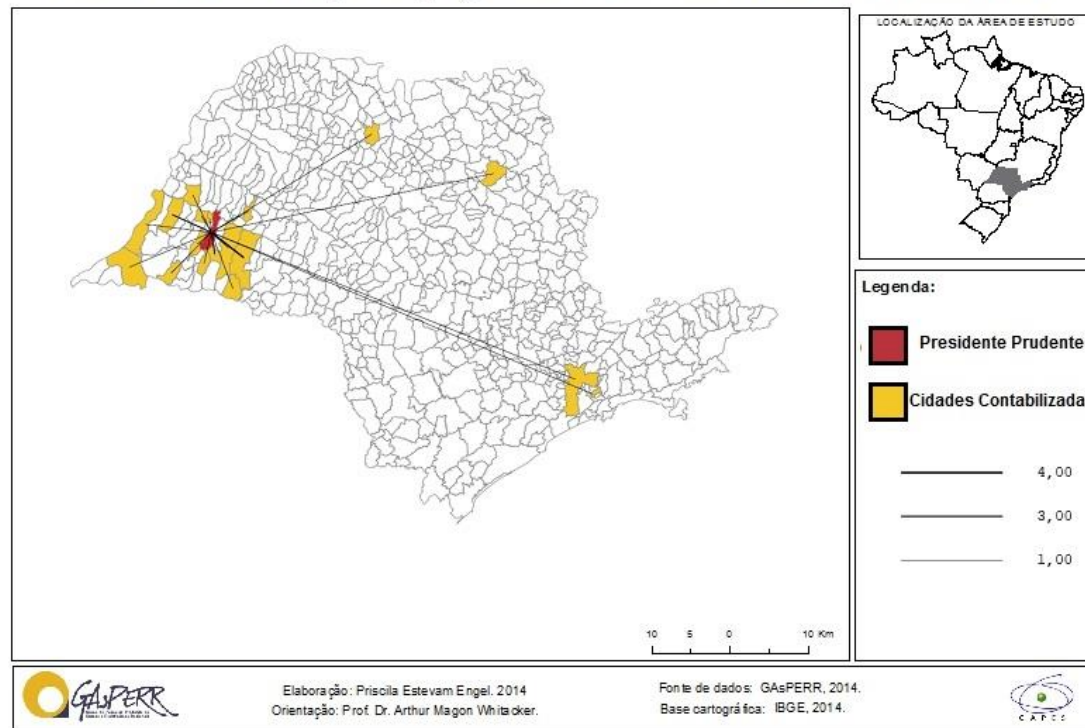 LOCALIZAÇÃO DA ÁREA DE ESTUDO
Legenda:
Presidente Prudente
Cidades Contabilizada
4,00
3,00
1,00
10 5 0 10 Km
GAsPERR
Elaboração: Priscila Estevam Engel. 2014
Orientação: Prof. Dr. Arthur Magon Whitacker.
Fonte de dados: GAsPERR, 2014.
Base cartográfica: IBGE, 2014.
CAPES